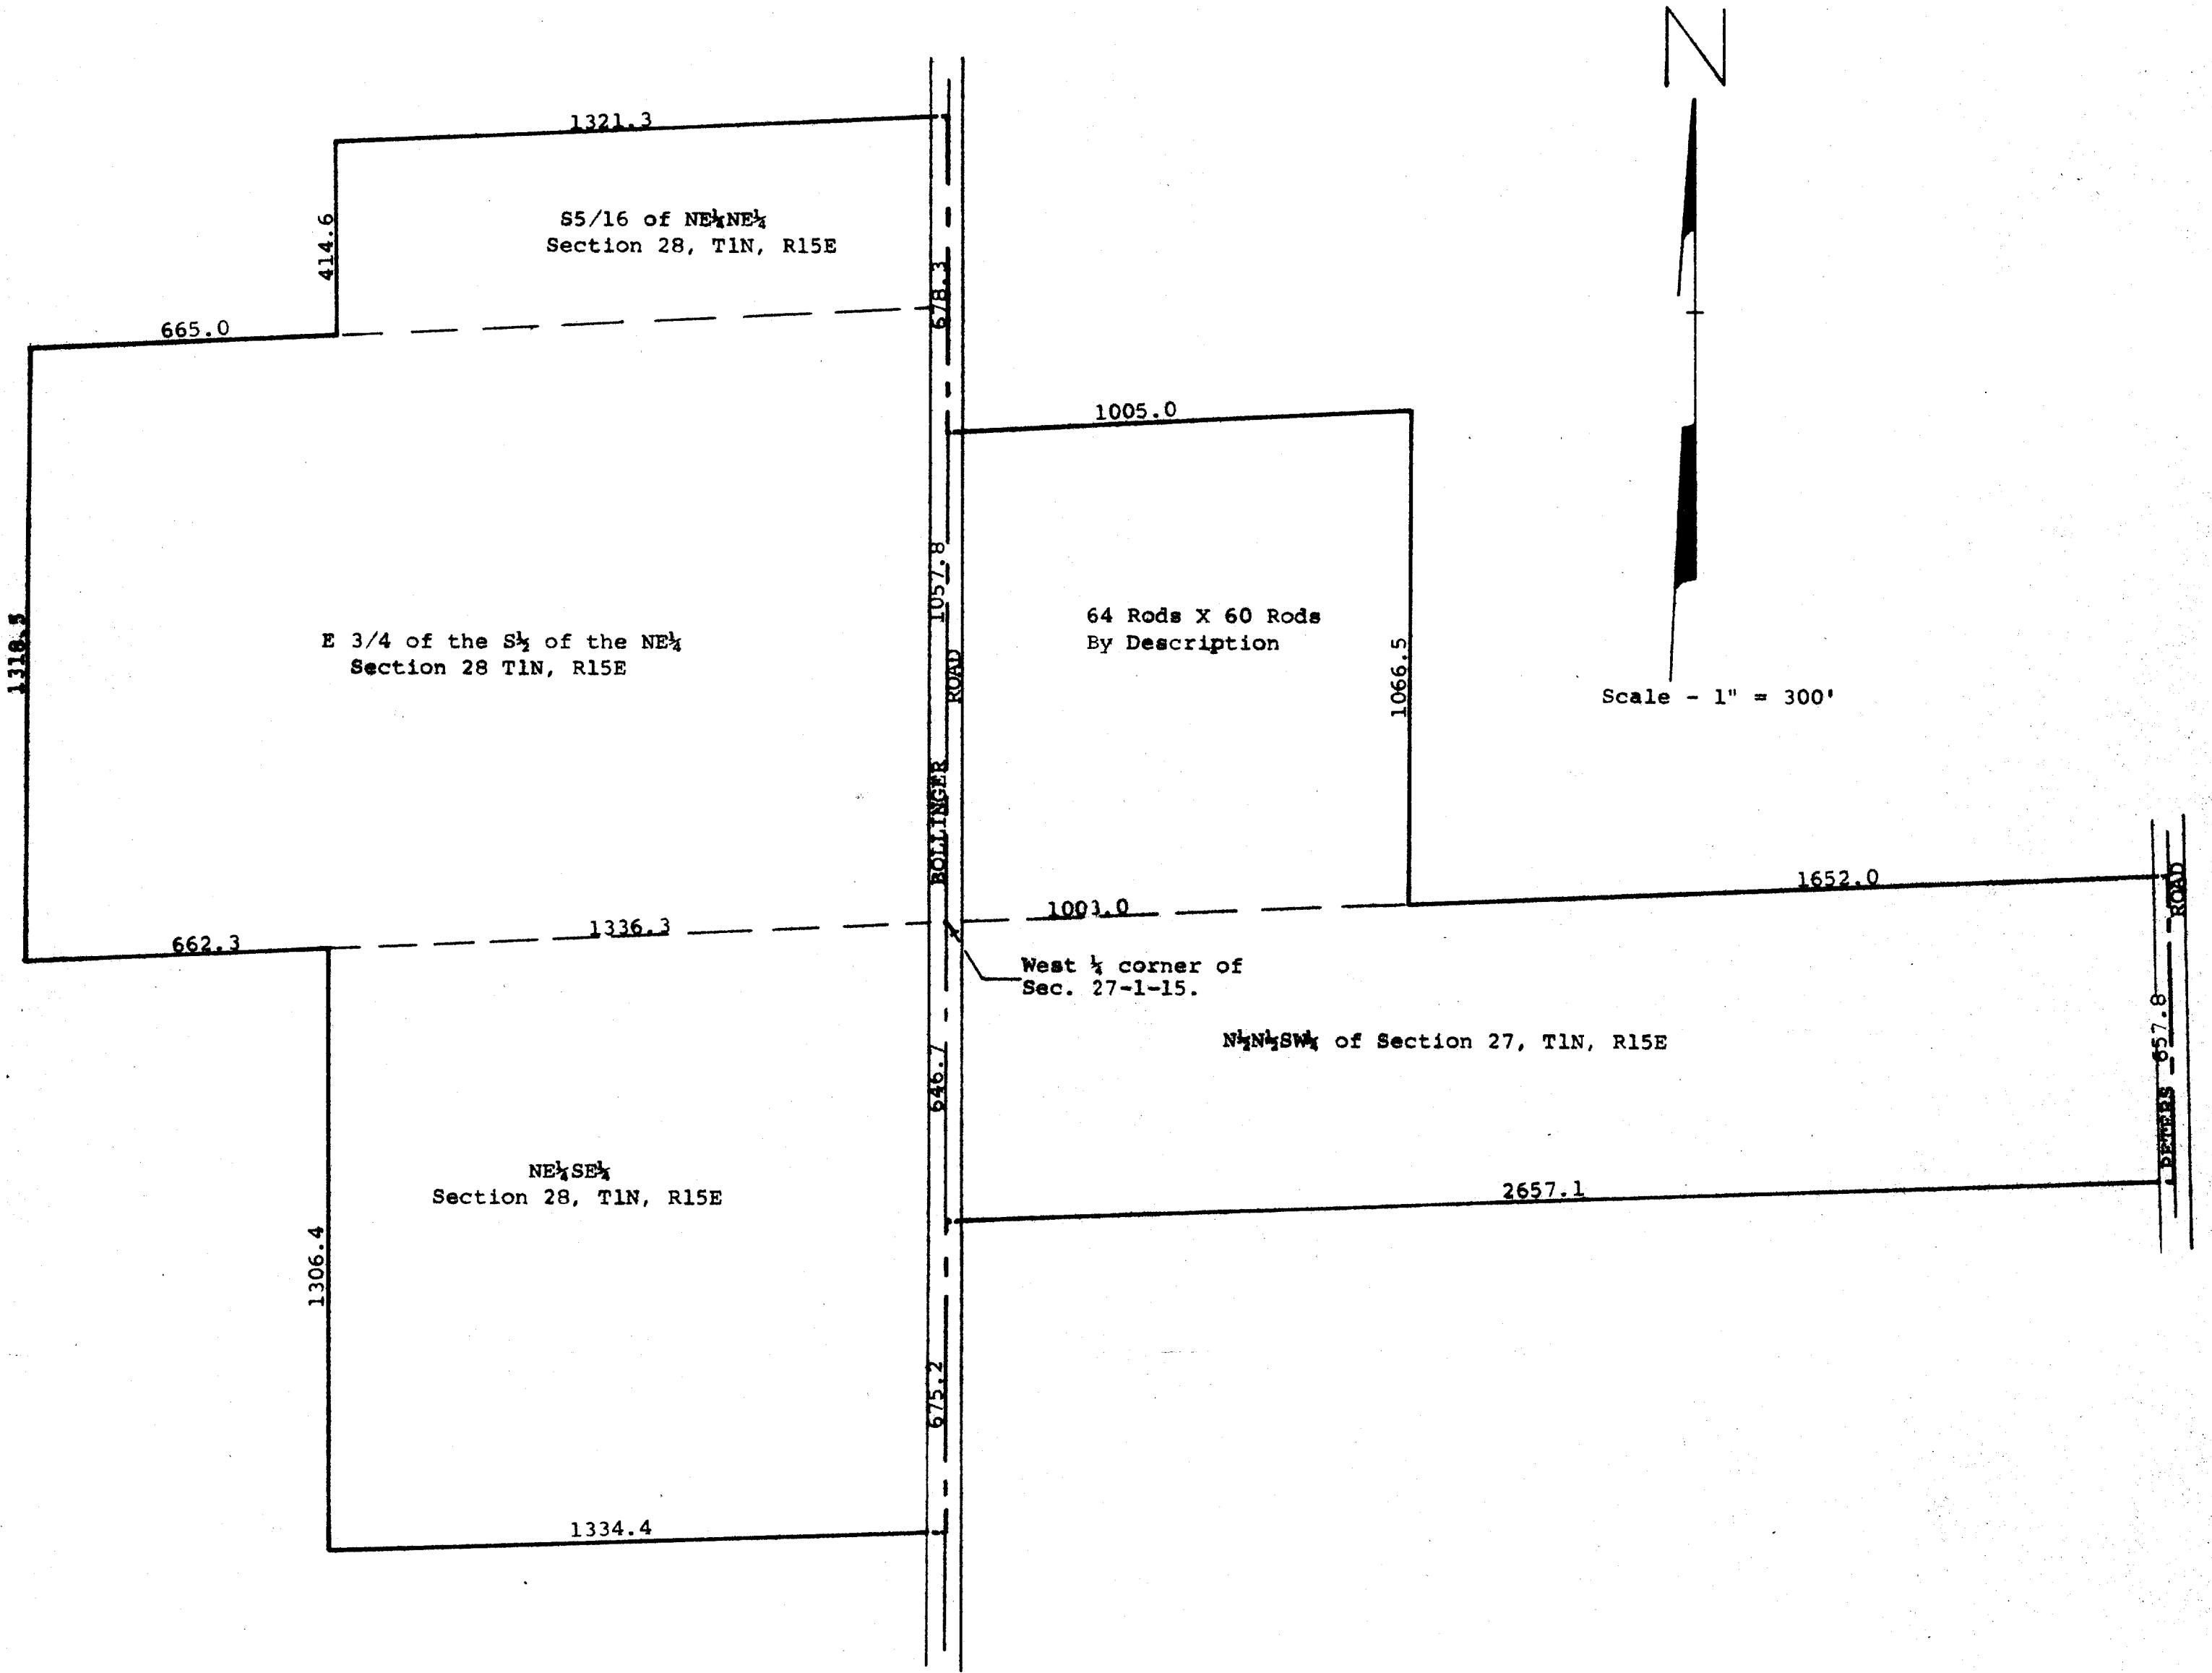 N
1321.3
S5/16 of NE¼NE¼
Section 28, T1N, R15E
414.6
678.3
665.0
1005.0
1318.5
E 3/4 of the S½ of the NE¼
Section 28 T1N, R15E
1057.8
BOLLINGER ROAD
64 Rods X 60 Rods
By Description
1066.5
Scale - 1" = 300'
1652.0
1003.0
1336.3
662.3
West ¼ corner of
Sec. 27-1-15.
N½N½SW¼ of Section 27, T1N, R15E
657.8
PETERS ROAD
646.7
NE¼SE¼
Section 28, T1N, R15E
2657.1
1306.4
675.2
1334.4